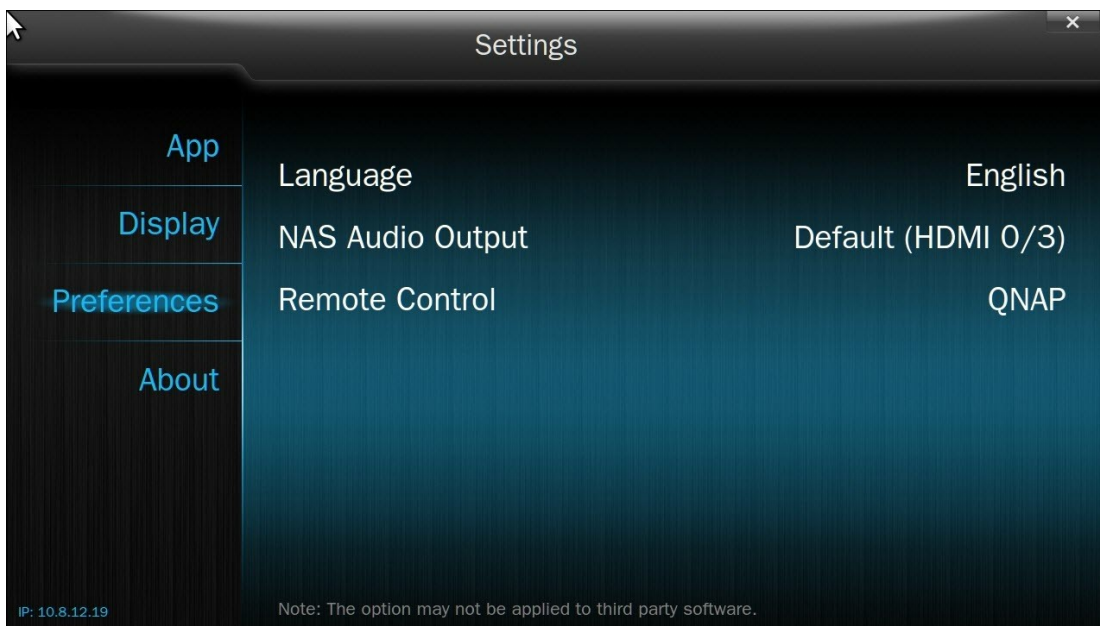 Settings
App
Display
Preferences
About
Language English
NAS Audio Output Default (HDMI 0/3)
Remote Control QNAP
IP: 10.8.12.19
Note: The option may not be applied to third party software.